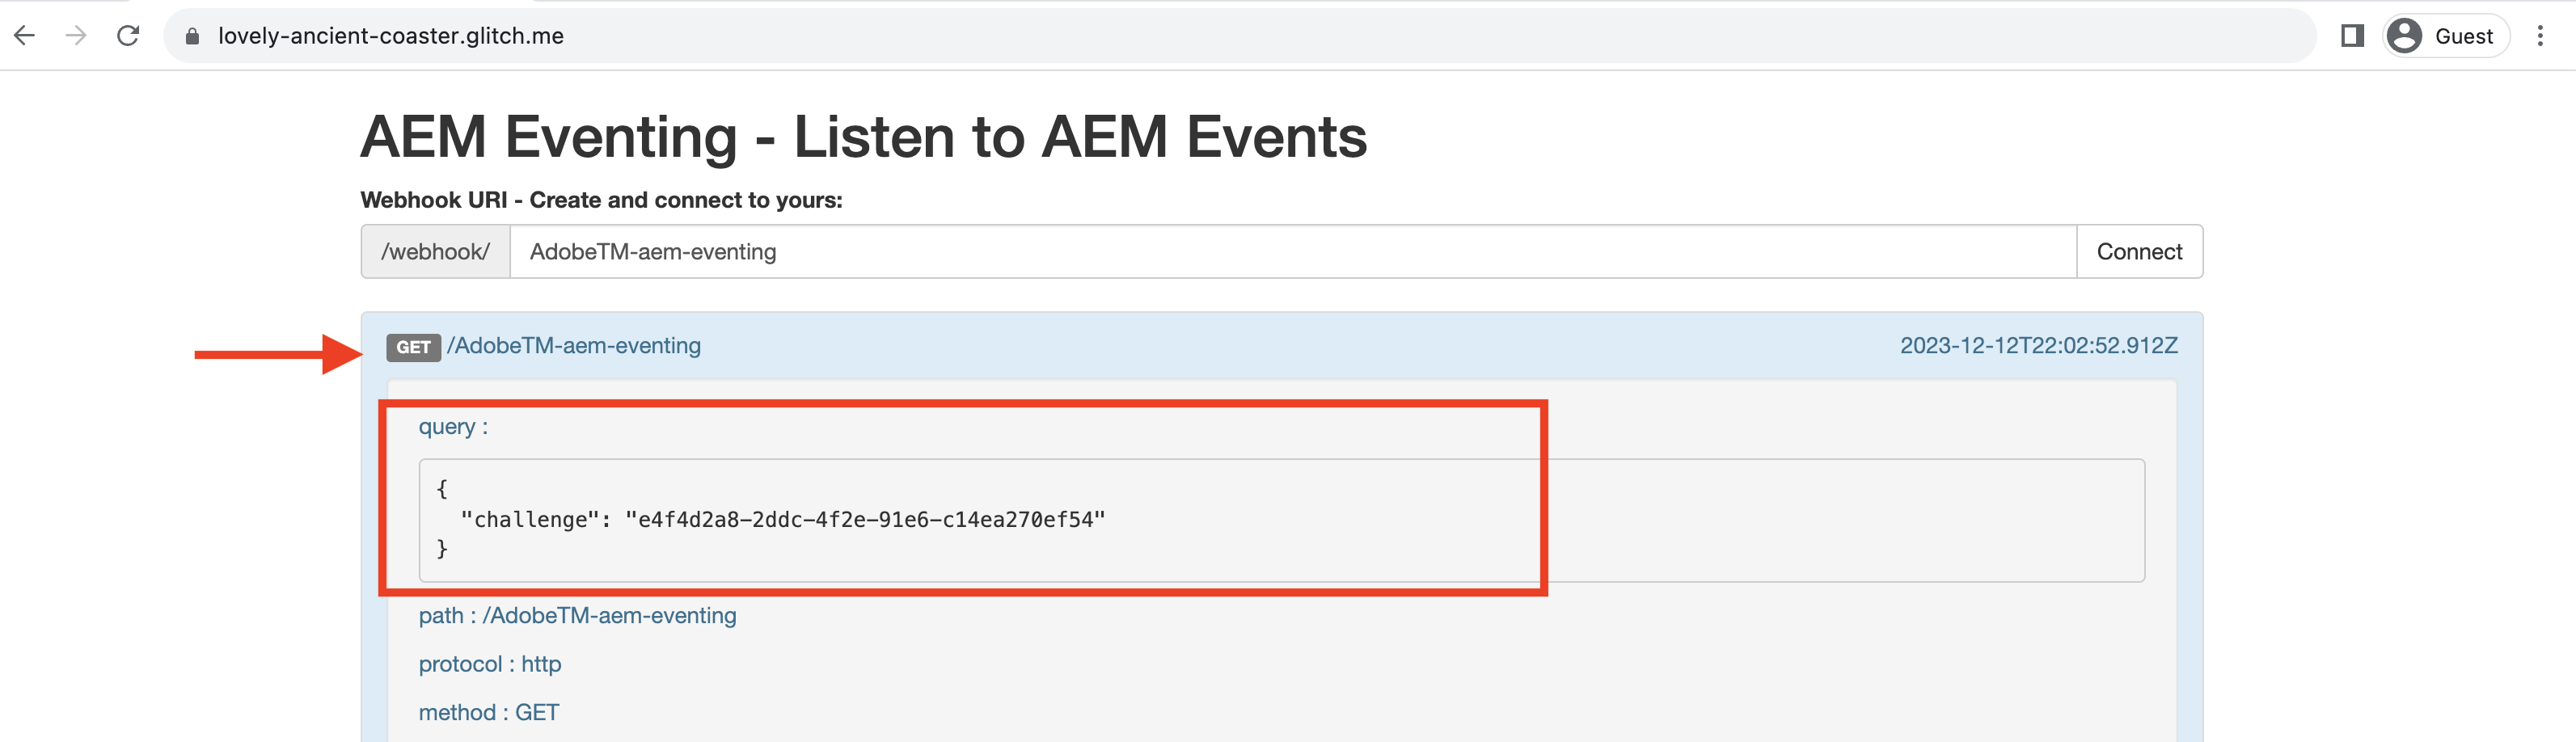 lovely-ancient-coaster.glitch.me
Guest
AEM Eventing - Listen to AEM Events
Webhook URI - Create and connect to yours:
/webhook/ AdobeTM-aem-eventing Connect
GET /AdobeTM-aem-eventing 2023-12-12T22:02:52.912Z
query :
{
"challenge": "e4f4d2a8-2ddc-4f2e-91e6-c14ea270ef54"
}
path : /AdobeTM-aem-eventing
protocol : http
method : GET